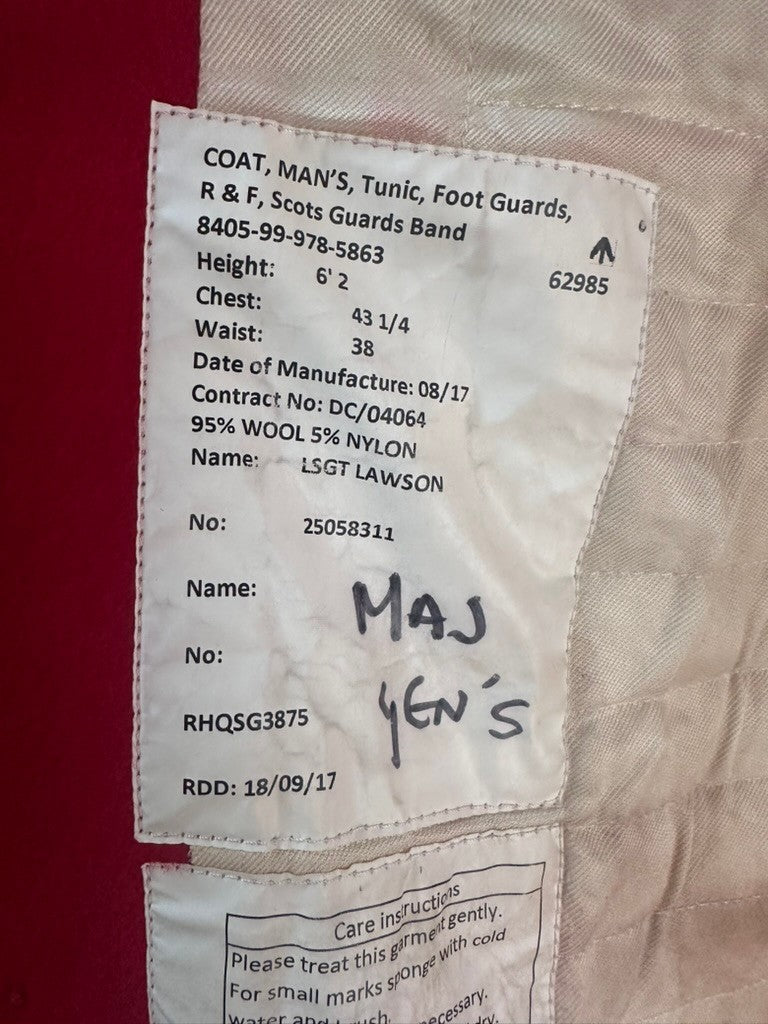 COAT, MAN'S, Tunic, Foot Guards,
R & F, Scots Guards Band
8405-99-978-5863
62985
Height: 6' 2
Chest: 43 1/4
Waist: 38
Date of Manufacture: 08/17
Contract No: DC/04064
95% WOOL 5% NYLON
Name: LSGT LAWSON
No: 25058311
Name: MAJ
No:
GEN'S
RHQSG3875
RDD: 18/09/17
Care instructions
Please treat this garment gently.
For small marks sponge with cold
water and